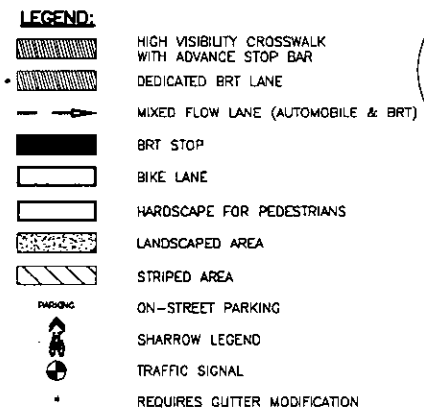 LEGEND:
HIGH VISIBILITY CROSSWALK
WITH ADVANCE STOP BAR
DEDICATED BRT LANE
MIXED FLOW LANE (AUTOMOBILE & BRT)
BRT STOP
BIKE LANE
HARDSCAPE FOR PEDESTRIANS
LANDSCAPED AREA
STRIPED AREA
PARKING ON-STREET PARKING
SHARROW LEGEND
TRAFFIC SIGNAL
REQUIRES GUTTER MODIFICATION